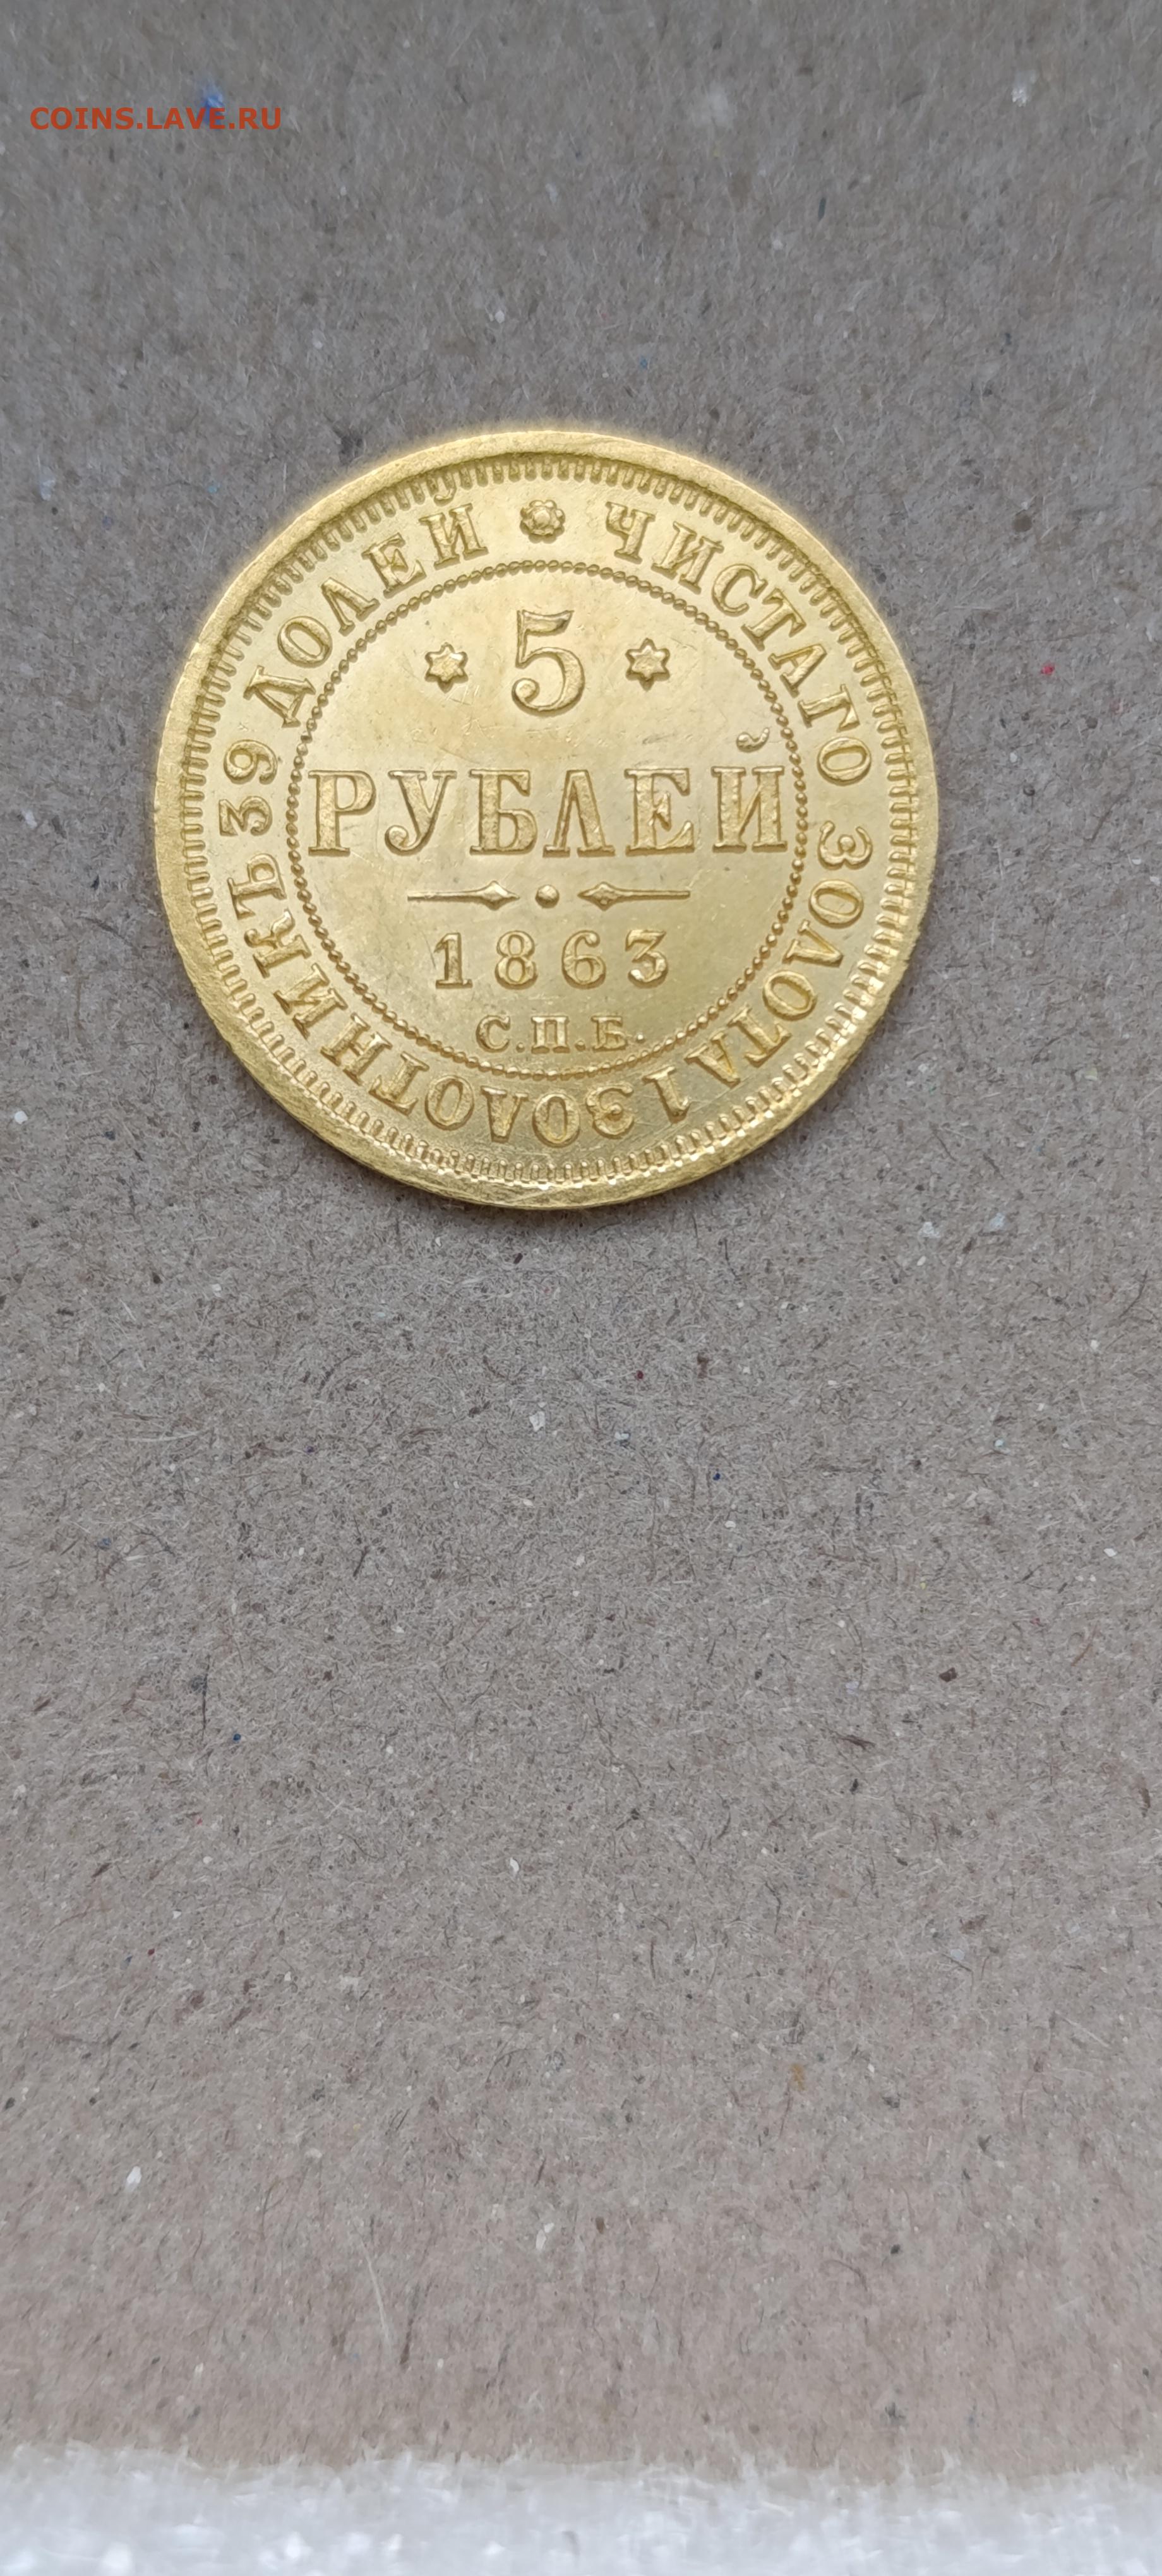 COINS.LAVE.RU
ЧИСТАГО ЗОЛОТА 1 ЗОЛОТНИКЪ 39 ДОЛЕЙ
5
РУБЛЕЙ
1863
С.П.Б.